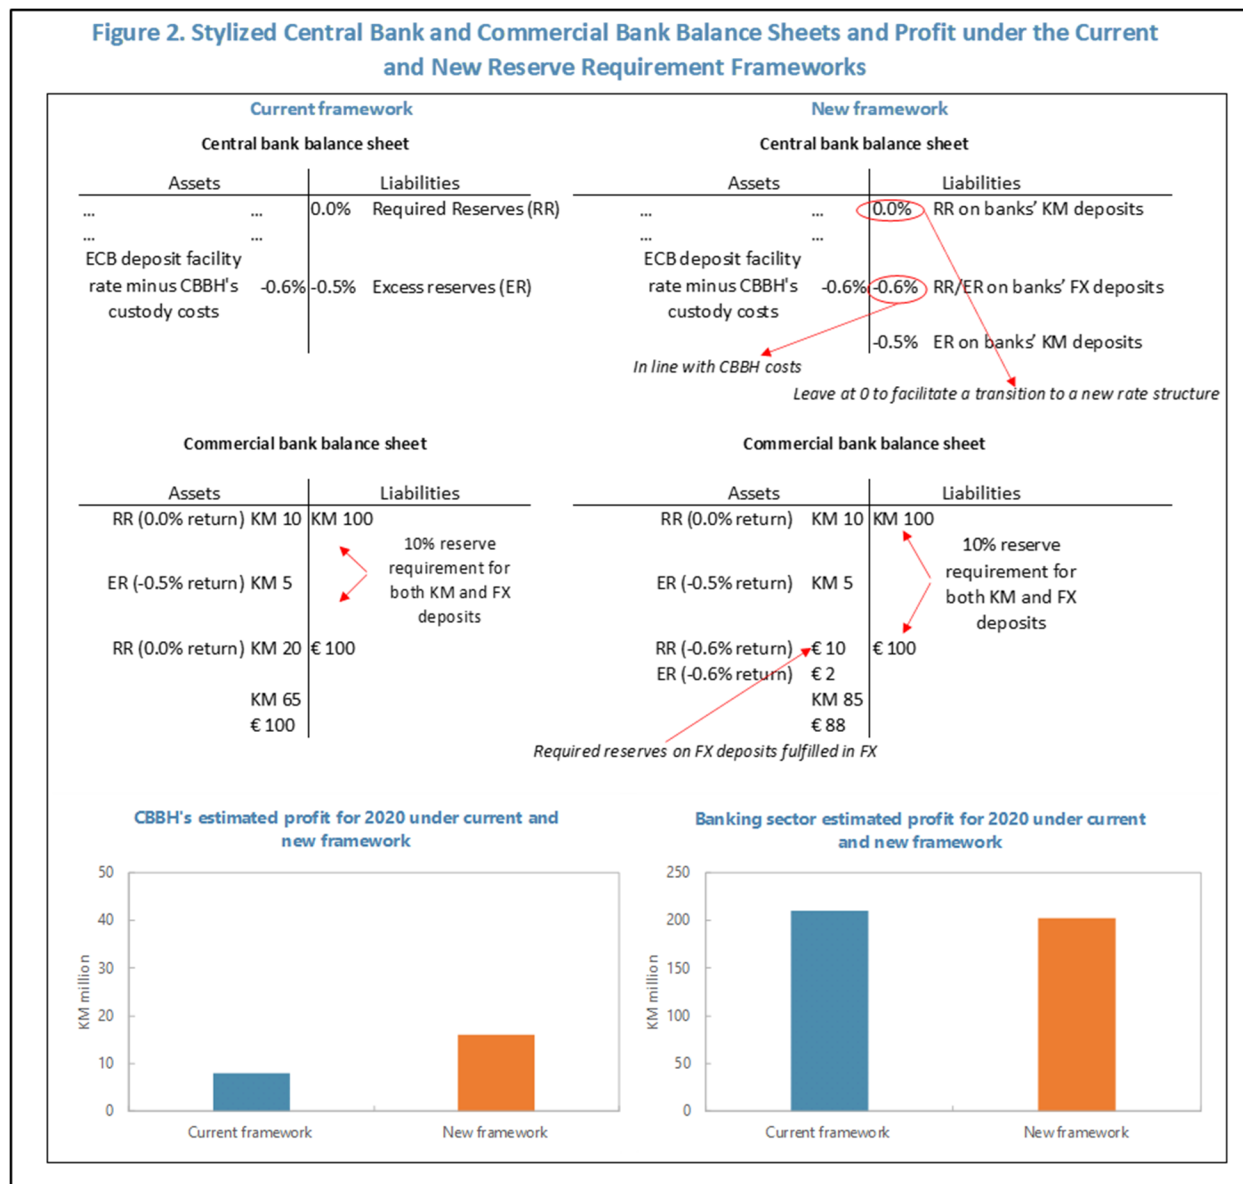 Figure 2. Stylized Central Bank and Commercial Bank Balance Sheets and Profit under the Current
and New Reserve Requirement Frameworks
Current framework
Central bank balance sheet
Assets Liabilities
... ... 0.0% Required Reserves (RR)
... ...
ECB deposit facility
rate minus CBBH's -0.6% -0.5% Excess reserves (ER)
custody costs
New framework
Central bank balance sheet
Assets Liabilities
... ... 0.0% RR on banks' KM deposits
... ...
ECB deposit facility
rate minus CBBH's -0.6% -0.6% RR/ER on banks' FX deposits
custody costs
-0.5% ER on banks' KM deposits
In line with CBBH costs
Leave at 0 to facilitate a transition to a new rate structure
Commercial bank balance sheet
Assets Liabilities
RR (0.0% return) KM 10 KM 100
10% reserve
requirement for
both KM and FX
deposits
ER (-0.5% return) KM 5
RR (0.0% return) KM 20 € 100
KM 65
€ 100
Commercial bank balance sheet
Assets Liabilities
RR (0.0% return) KM 10 KM 100
10% reserve
requirement for
both KM and FX
deposits
ER (-0.5% return) KM 5
RR (-0.6% return) € 10 € 100
ER (-0.6% return) € 2
KM 85
€ 88
Required reserves on FX deposits fulfilled in FX
CBBH's estimated profit for 2020 under current and
new framework
50
40
30
20
10
0
KM million
Current framework New framework
Banking sector estimated profit for 2020 under current
and new framework
250
200
150
100
50
0
KM million
Current framework New framework